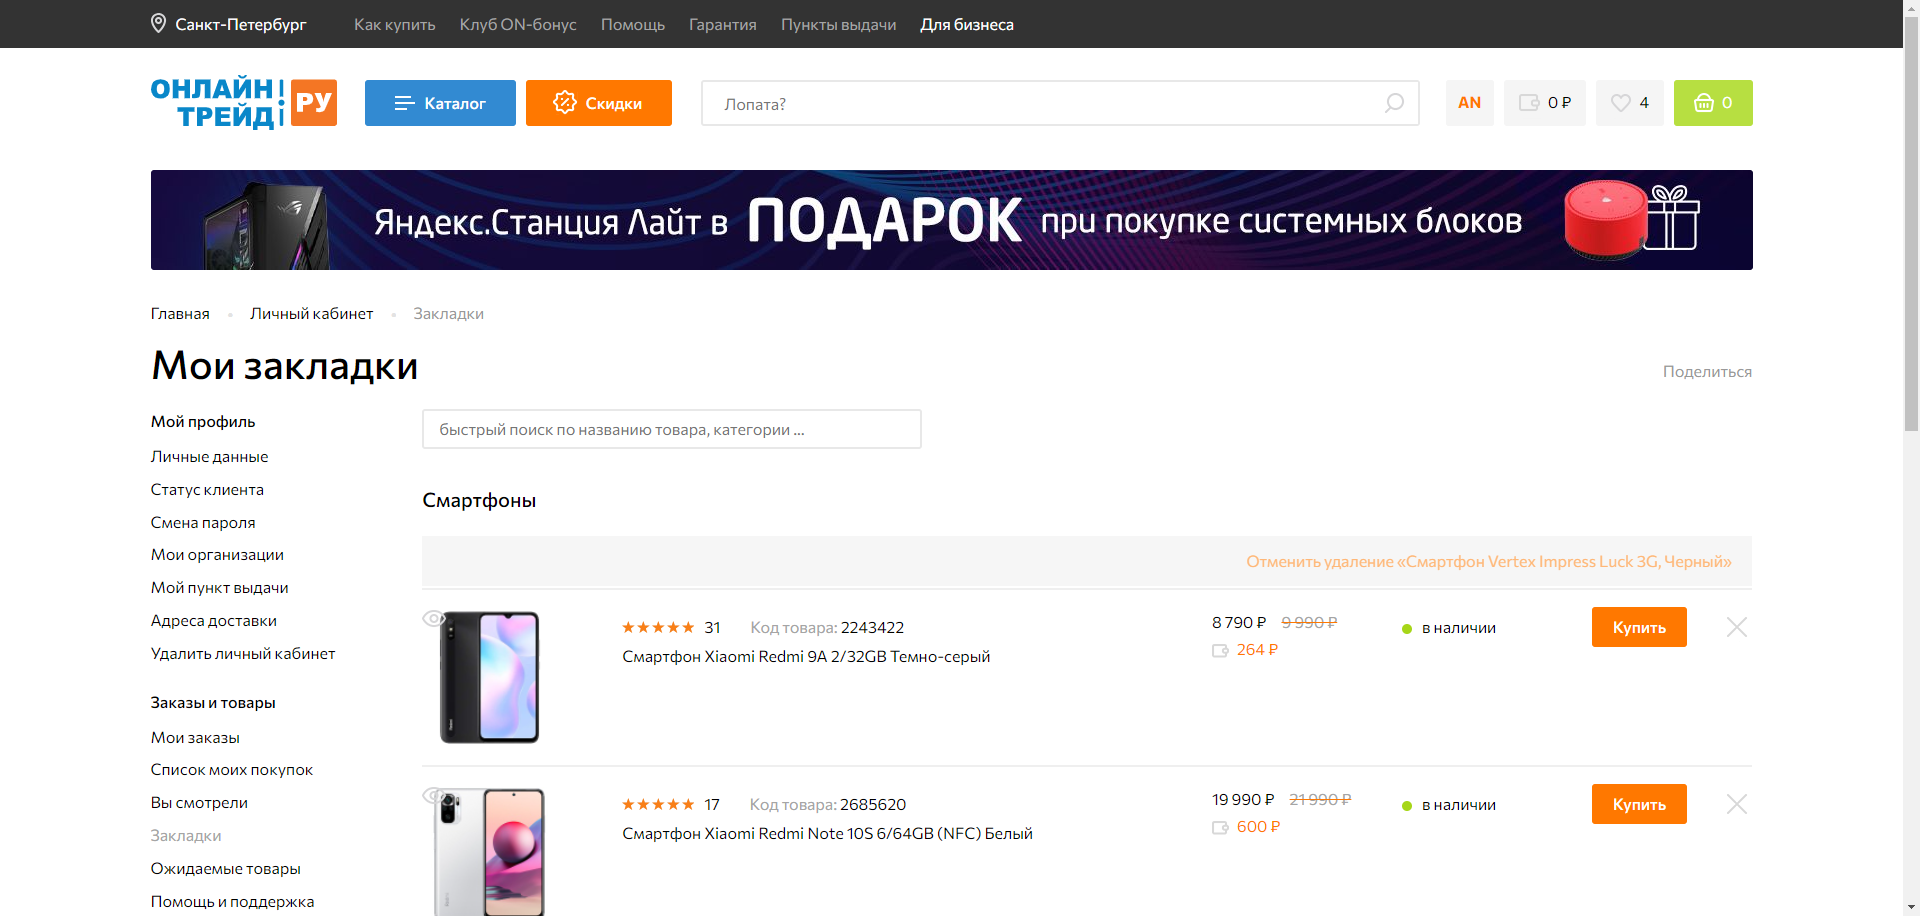 Санкт-Петербург Как купить Клуб ON-бонус Помощь Гарантия Пункты выдачи Для бизнеса
ОНЛАЙН ТРЕЙД РУ
Каталог Скидки Лопата? AN 0 ₽ 4 0
Яндекс.Станция Лайт в ПОДАРОК при покупке системных блоков
Главная Личный кабинет Закладки
Мои закладки
Поделиться
Мой профиль
Личные данные
Статус клиента
Смена пароля
Мои организации
Мой пункт выдачи
Адреса доставки
Удалить личный кабинет
Заказы и товары
Мои заказы
Список моих покупок
Вы смотрели
Закладки
Ожидаемые товары
Помощь и поддержка
быстрый поиск по названию товара, категории ...
Смартфоны
Отменить удаление «Смартфон Vertex Impress Luck 3G, Черный»
31 Код товара: 2243422
Смартфон Xiaomi Redmi 9A 2/32GB Темно-серый
8 790 ₽ 9 990 ₽
264 ₽
в наличии
Купить
17 Код товара: 2685620
Смартфон Xiaomi Redmi Note 10S 6/64GB (NFC) Белый
19 990 ₽ 21 990 ₽
600 ₽
в наличии
Купить